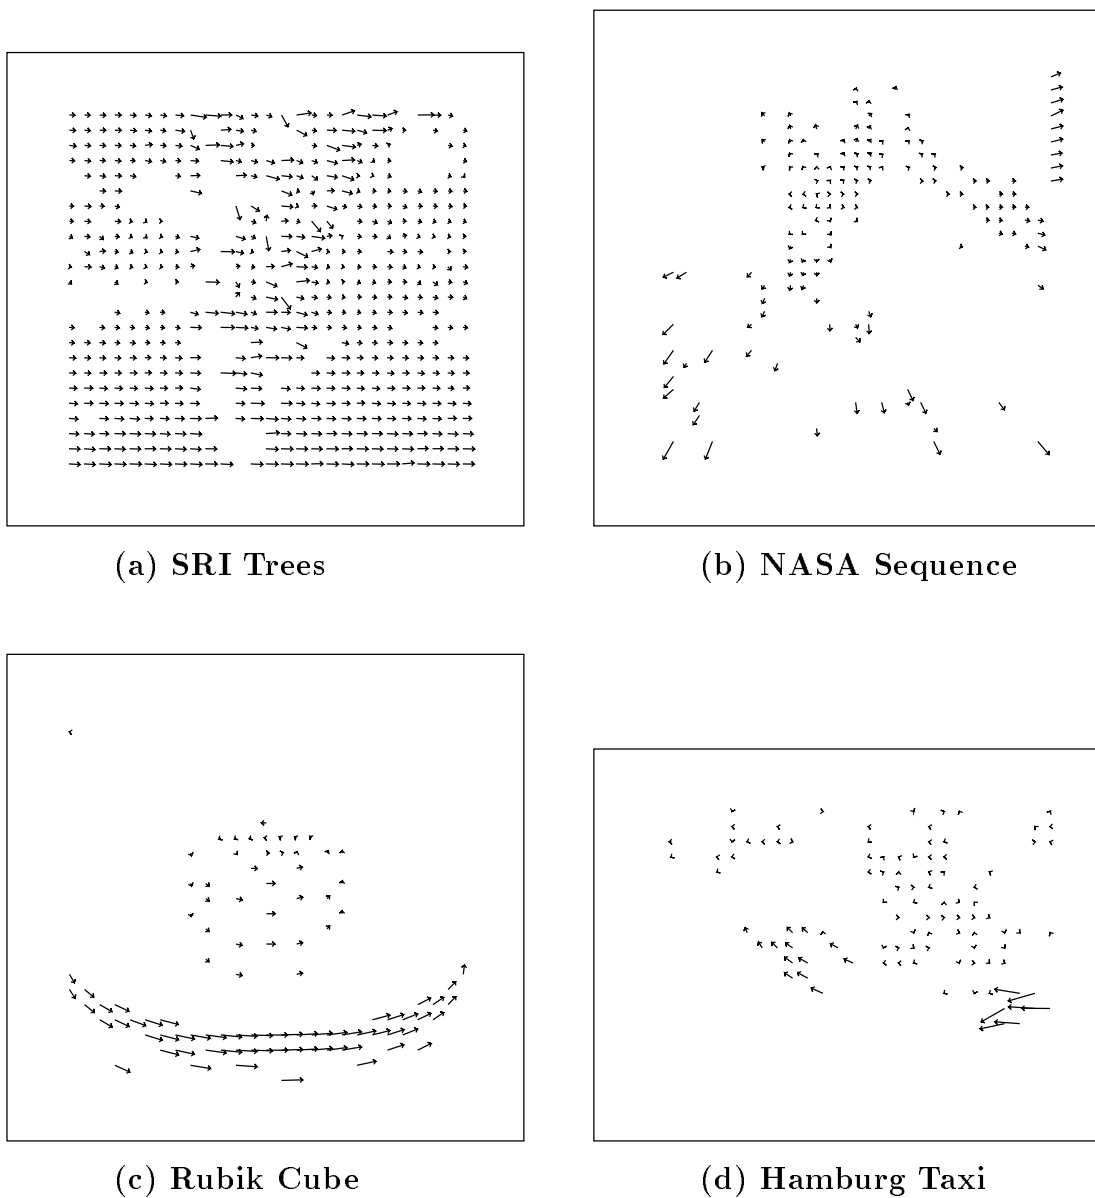 (a) SRI Trees
(b) NASA Sequence
(c) Rubik Cube
(d) Hamburg Taxi